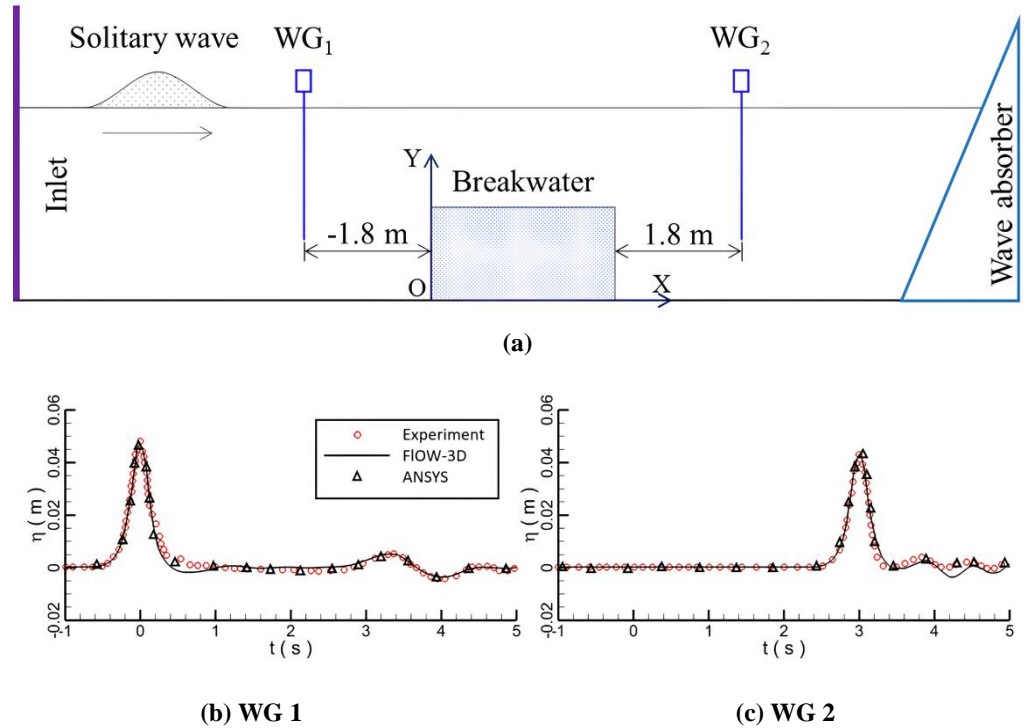 Solitary wave
WG1
WG2
Inlet
Y
Breakwater
Wave absorber
-1.8 m
1.8 m
O
X
(a)
0.06
0.04
0.02
0
-0.02
η ( m )
Experiment
FlOW-3D
ANSYS
-1 0 1 2 3 4 5
t ( s )
0.06
0.04
0.02
0
-0.02
η ( m )
-1 0 1 2 3 4 5
t ( s )
(b) WG 1
(c) WG 2